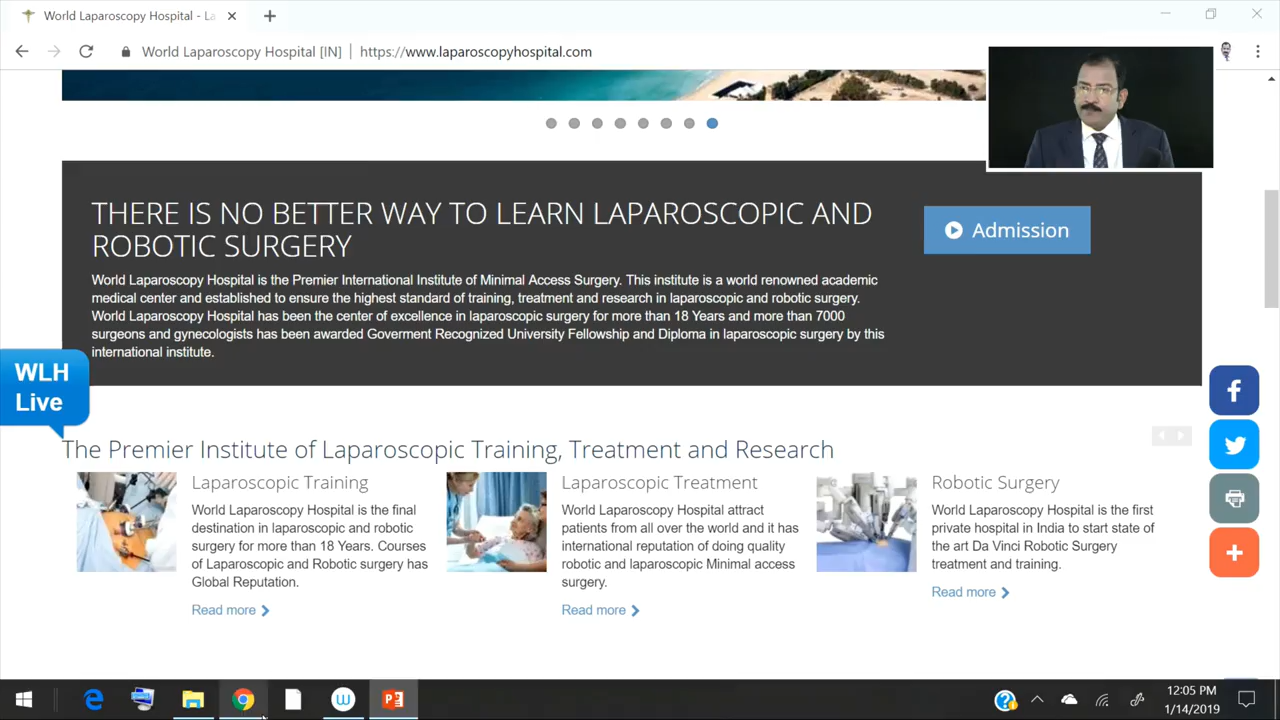 World Laparoscopy Hospital - La
World Laparoscopy Hospital [IN] | https://www.laparoscopyhospital.com
THERE IS NO BETTER WAY TO LEARN LAPAROSCOPIC AND
ROBOTIC SURGERY
World Laparoscopy Hospital is the Premier International Institute of Minimal Access Surgery. This institute is a world renowned academic
medical center and established to ensure the highest standard of training, treatment and research in laparoscopic and robotic surgery.
World Laparoscopy Hospital has been the center of excellence in laparoscopic surgery for more than 18 Years and more than 7000
surgeons and gynecologists has been awarded Goverment Recognized University Fellowship and Diploma in laparoscopic surgery by this
international institute.
Admission
WLH
Live
The Premier Institute of Laparoscopic Training, Treatment and Research
Laparoscopic Training
World Laparoscopy Hospital is the final
destination in laparoscopic and robotic
surgery for more than 18 Years. Courses
of Laparoscopic and Robotic surgery has
Global Reputation.
Read more
Laparoscopic Treatment
World Laparoscopy Hospital attract
patients from all over the world and it has
international reputation of doing quality
robotic and laparoscopic Minimal access
surgery.
Read more
Robotic Surgery
World Laparoscopy Hospital is the first
private hospital in India to start state of
the art Da Vinci Robotic Surgery
treatment and training.
Read more
12:05 PM
1/14/2019